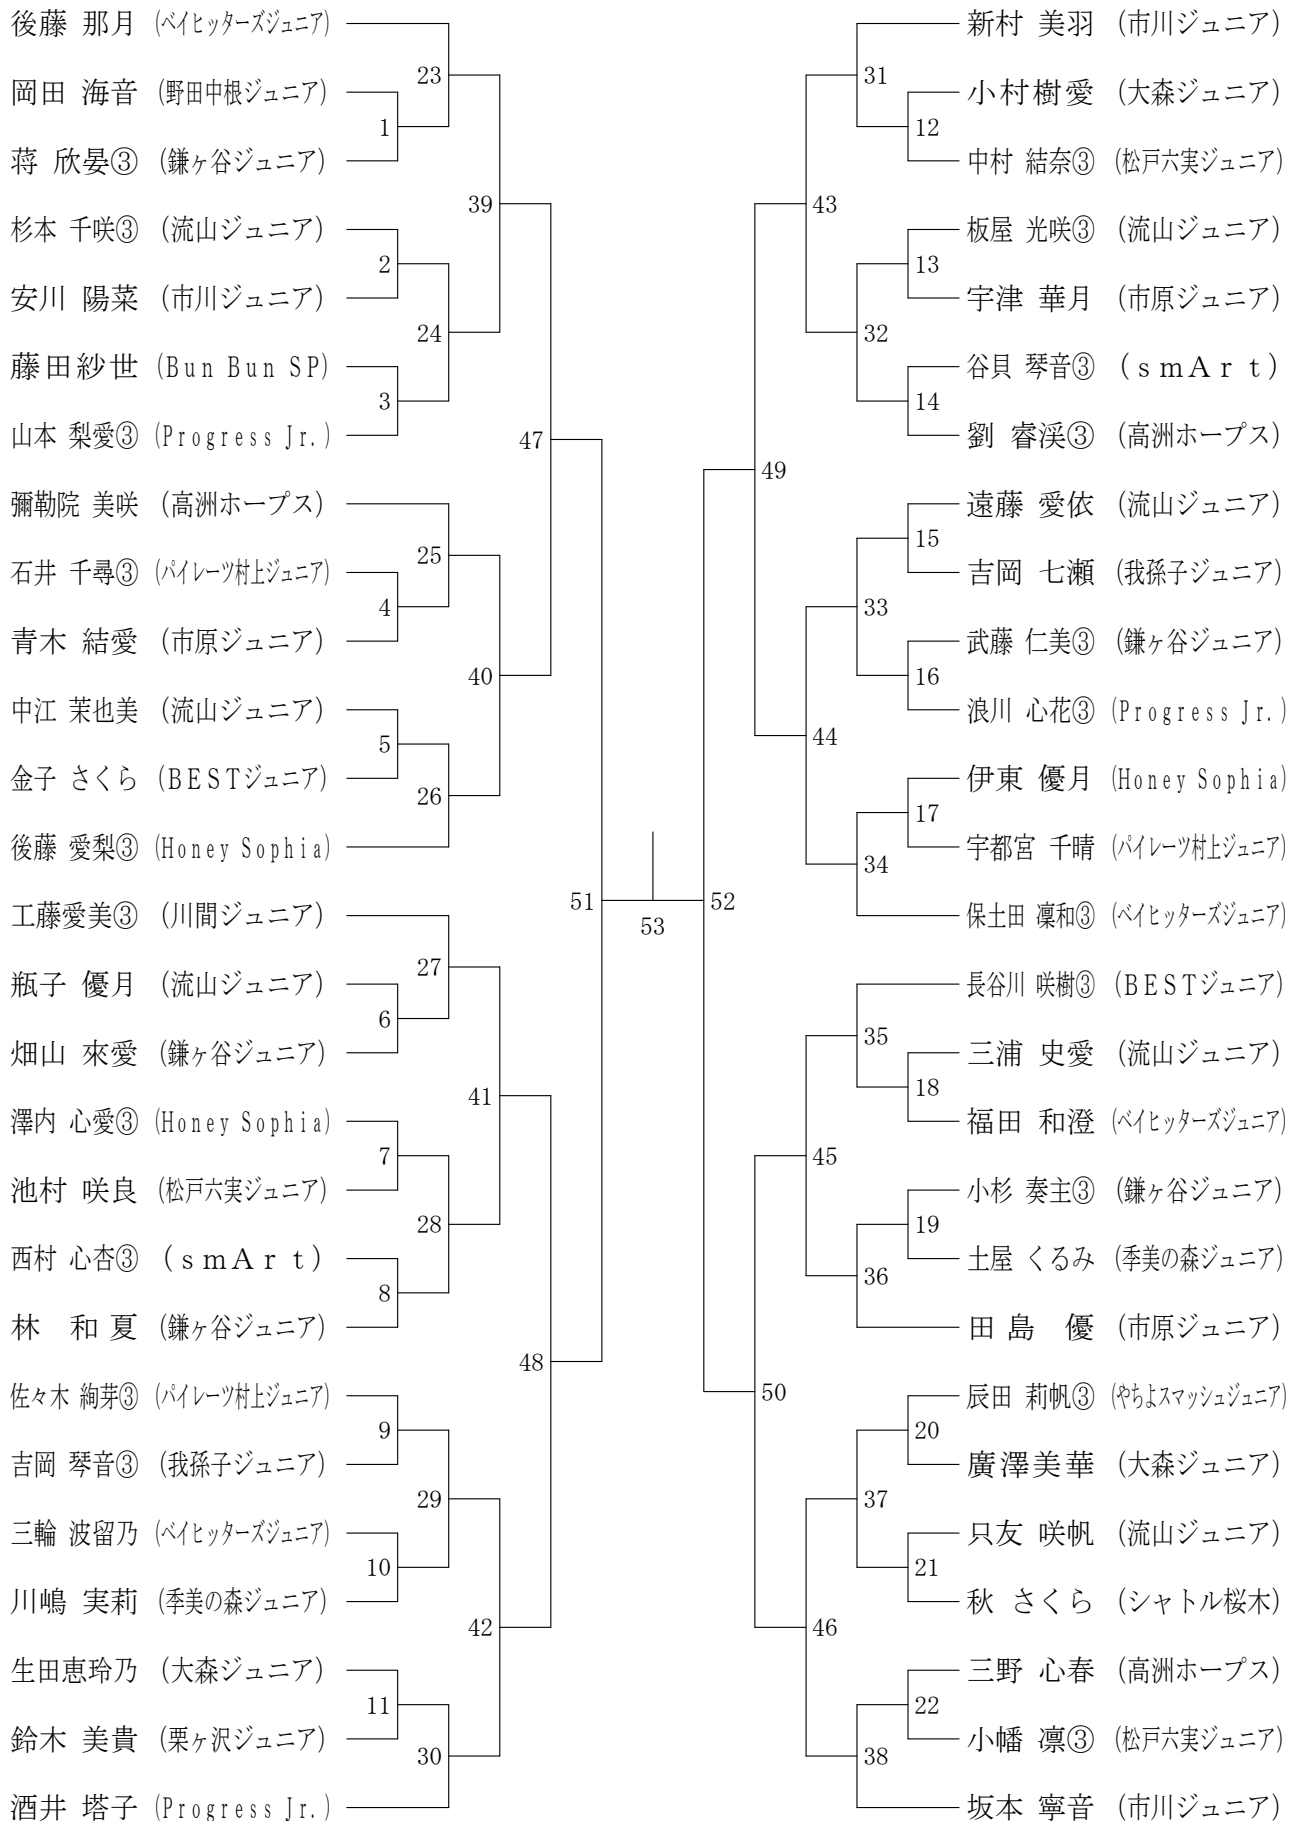 後藤 那月 (ベイヒッターズジュニア)
23
岡田 海音 (野田中根ジュニア)
1
蒋 欣晏③ (鎌ヶ谷ジュニア)
39
杉本 千咲③ (流山ジュニア)
2
安川 陽菜 (市川ジュニア)
24
藤田紗世 (Bun Bun SP)
3
山本 梨愛③ (Progress Jr.)
47
彌勒院 美咲 (高洲ホープス)
25
石井 千尋③ (パイレーツ村上ジュニア)
4
青木 結愛 (市原ジュニア)
40
中江 茉也美 (流山ジュニア)
5
金子 さくら (BESTジュニア)
26
後藤 愛梨③ (Honey Sophia)
51
工藤愛美③ (川間ジュニア)
27
瓶子 優月 (流山ジュニア)
6
畑山 來愛 (鎌ヶ谷ジュニア)
41
澤内 心愛③ (Honey Sophia)
7
池村 咲良 (松戸六実ジュニア)
28
西村 心杏③ (smArt)
8
林 和夏 (鎌ヶ谷ジュニア)
48
佐々木 絢芽③ (パイレーツ村上ジュニア)
9
吉岡 琴音③ (我孫子ジュニア)
29
三輪 波留乃 (ベイヒッターズジュニア)
10
川嶋 実莉 (季美の森ジュニア)
42
生田恵玲乃 (大森ジュニア)
11
鈴木 美貴 (栗ヶ沢ジュニア)
30
酒井 塔子 (Progress Jr.)
53
新村 美羽 (市川ジュニア)
31
小村樹愛 (大森ジュニア)
12
中村 結奈③ (松戸六実ジュニア)
43
板屋 光咲③ (流山ジュニア)
13
宇津 華月 (市原ジュニア)
32
谷貝 琴音③ (smArt)
14
劉 睿渓③ (高洲ホープス)
49
遠藤 愛依 (流山ジュニア)
15
吉岡 七瀬 (我孫子ジュニア)
33
武藤 仁美③ (鎌ヶ谷ジュニア)
16
浪川 心花③ (Progress Jr.)
44
伊東 優月 (Honey Sophia)
17
宇都宮 千晴 (パイレーツ村上ジュニア)
34
保土田 凜和③ (ベイヒッターズジュニア)
52
長谷川 咲樹③ (BESTジュニア)
35
三浦 史愛 (流山ジュニア)
18
福田 和澄 (ベイヒッターズジュニア)
45
小杉 奏主③ (鎌ヶ谷ジュニア)
19
土屋 くるみ (季美の森ジュニア)
36
田島 優 (市原ジュニア)
50
辰田 莉帆③ (やちよスマッシュジュニア)
20
廣澤美華 (大森ジュニア)
37
只友 咲帆 (流山ジュニア)
21
秋 さくら (シャトル桜木)
46
三野 心春 (高洲ホープス)
22
小幡 凛③ (松戸六実ジュニア)
38
坂本 寧音 (市川ジュニア)